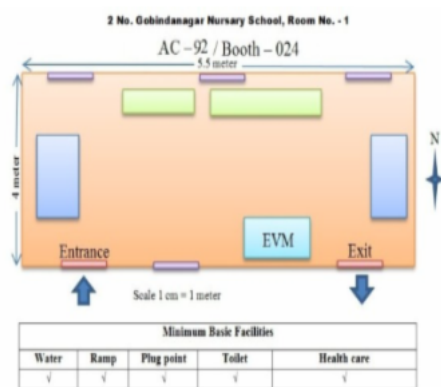 2 No. Gobindanagar Nursary School, Room No. - 1
AC –92 / Booth – 024
5.5 meter
4 meter
N
EVM
Entrance
Exit
Scale 1 cm = 1 meter
Minimum Basic Facilities
Water Ramp Plug point Toilet Health care
√ √ √ √ √